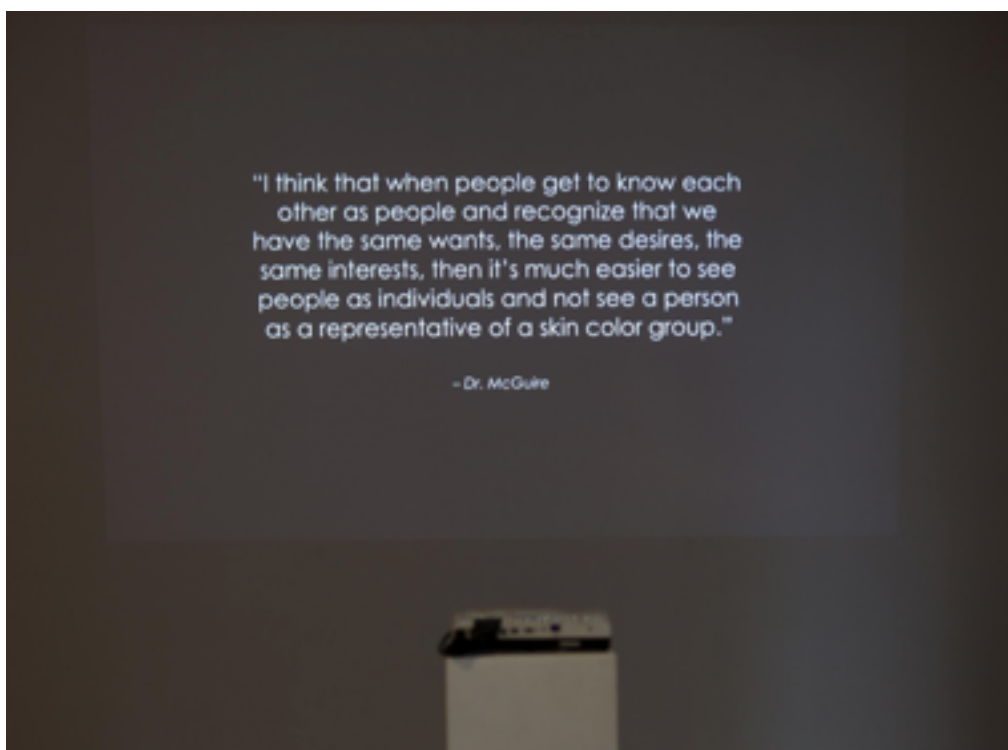 "I think that when people get to know each
other as people and recognize that we
have the same wants, the same desires, the
same interests, then it's much easier to see
people as individuals and not see a person
as a representative of a skin color group."
– Dr. McGuire